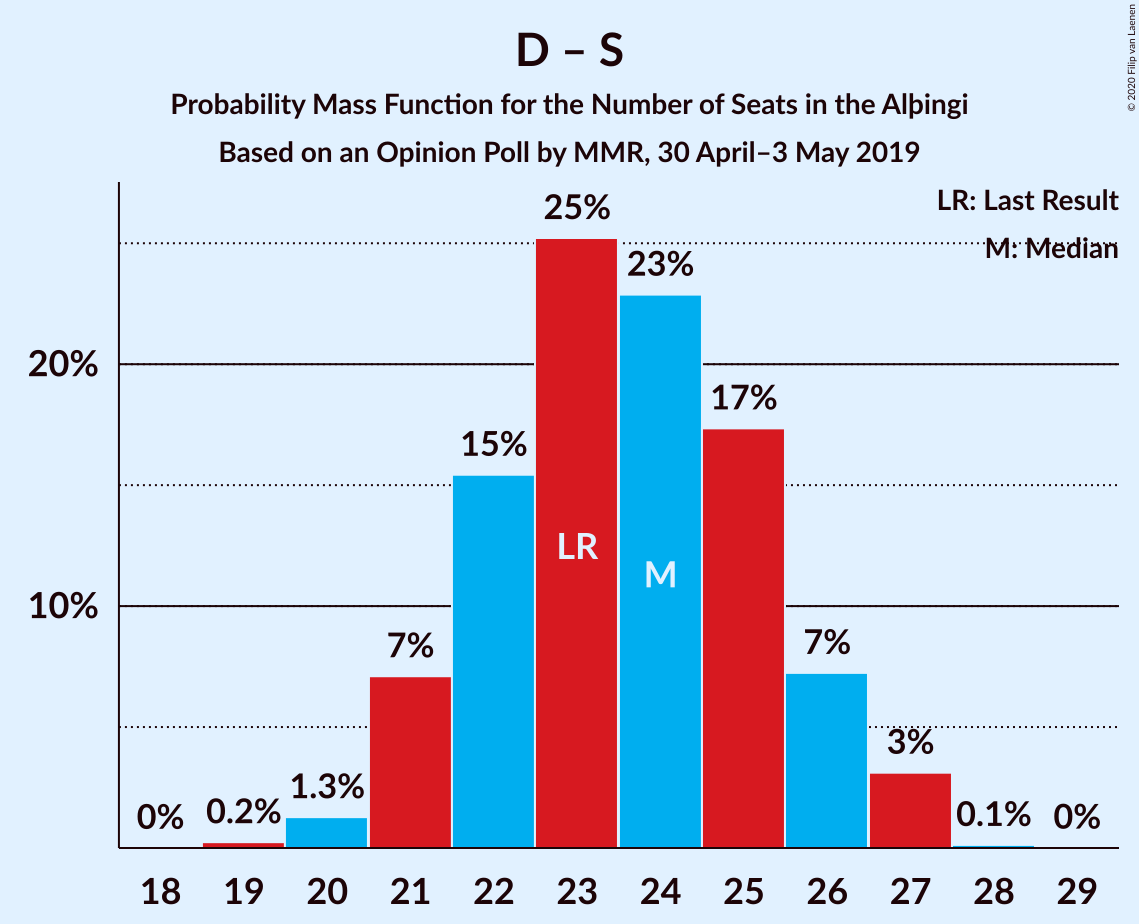 D – S
Probability Mass Function for the Number of Seats in the Alþingi
Based on an Opinion Poll by MMR, 30 April–3 May 2019
© 2020 Filip van Laenen
LR: Last Result
M: Median
25%
23%
20%
17%
15%
LR
M
10%
7%
7%
3%
1.3%
0%
0.2%
0.1%
0%
18 19 20 21 22 23 24 25 26 27 28 29